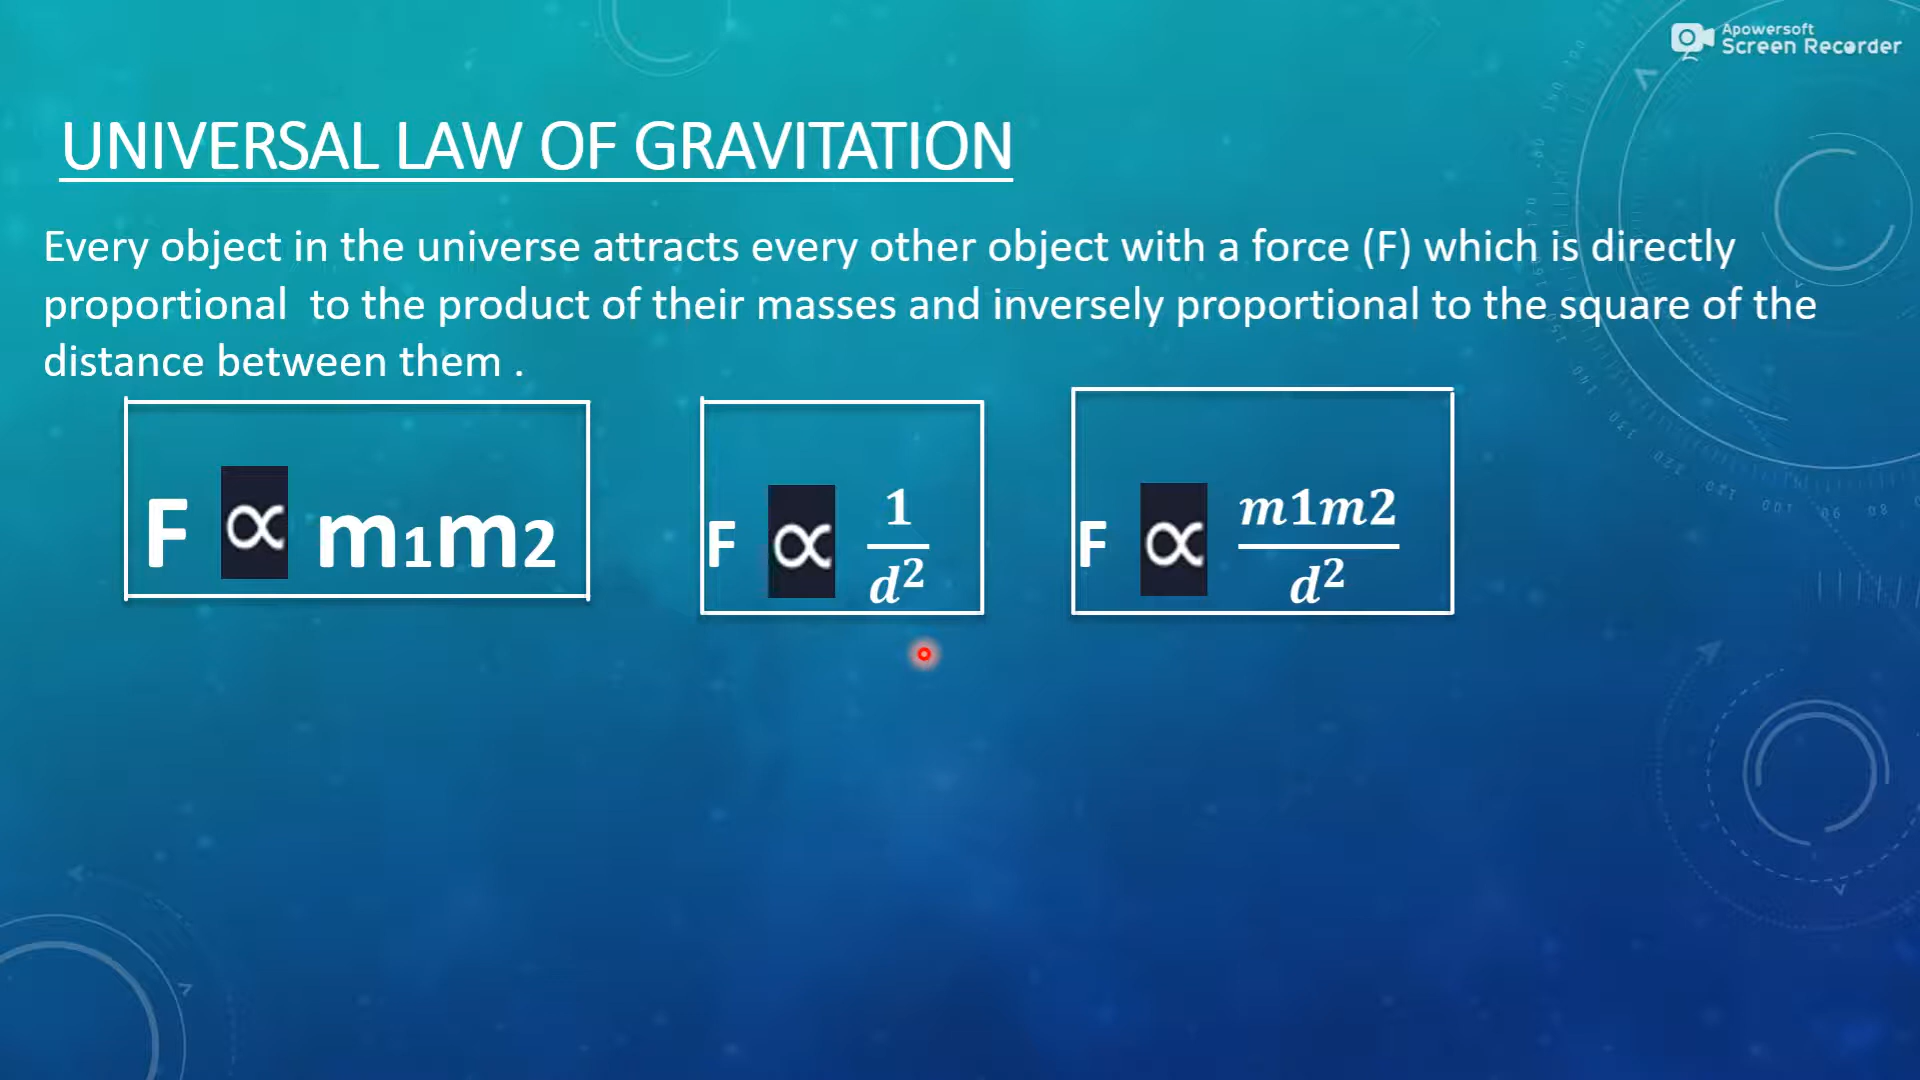 Apowersoft
Screen Recorder
UNIVERSAL LAW OF GRAVITATION
Every object in the universe attracts every other object with a force (F) which is directly
proportional  to the product of their masses and inversely proportional to the square of the
distance between them .
F ∝ m₁m₂
F ∝ 1/d²
F ∝ m1m2/d²